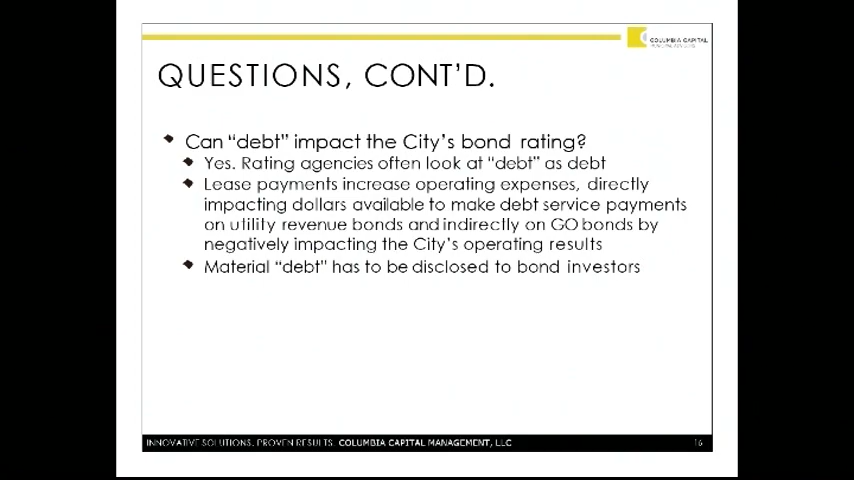 COLUMBIA CAPITAL
QUESTIONS, CONT'D.
Can “debt” impact the City’s bond rating?
Yes. Rating agencies often look at “debt” as debt
Lease payments increase operating expenses, directly
impacting dollars available to make debt service payments
on utility revenue bonds and indirectly on GO bonds by
negatively impacting the City’s operating results
Material “debt” has to be disclosed to bond investors
INNOVATIVE SOLUTIONS. PROVEN RESULTS. COLUMBIA CAPITAL MANAGEMENT, LLC
16